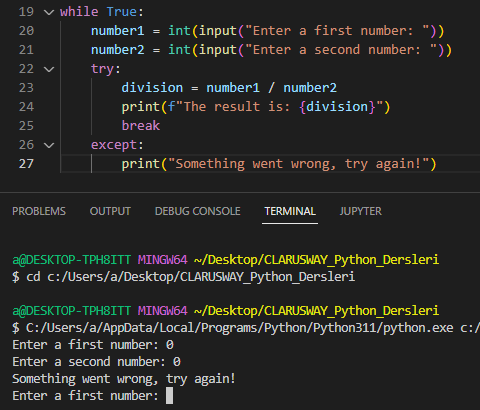 19 while True:
20 number1 = int(input("Enter a first number: "))
21 number2 = int(input("Enter a second number: "))
22 try:
23 division = number1 / number2
24 print(f"The result is: {division}")
25 break
26 except:
27 print("Something went wrong, try again!")
PROBLEMS OUTPUT DEBUG CONSOLE TERMINAL JUPYTER
a@DESKTOP-TPH8ITT MINGW64 ~/Desktop/CLARUSWAY_Python_Dersleri
$ cd c:/Users/a/Desktop/CLARUSWAY_Python_Dersleri
a@DESKTOP-TPH8ITT MINGW64 ~/Desktop/CLARUSWAY_Python_Dersleri
$ C:/Users/a/AppData/Local/Programs/Python/Python311/python.exe c:/
Enter a first number: 0
Enter a second number: 0
Something went wrong, try again!
Enter a first number: